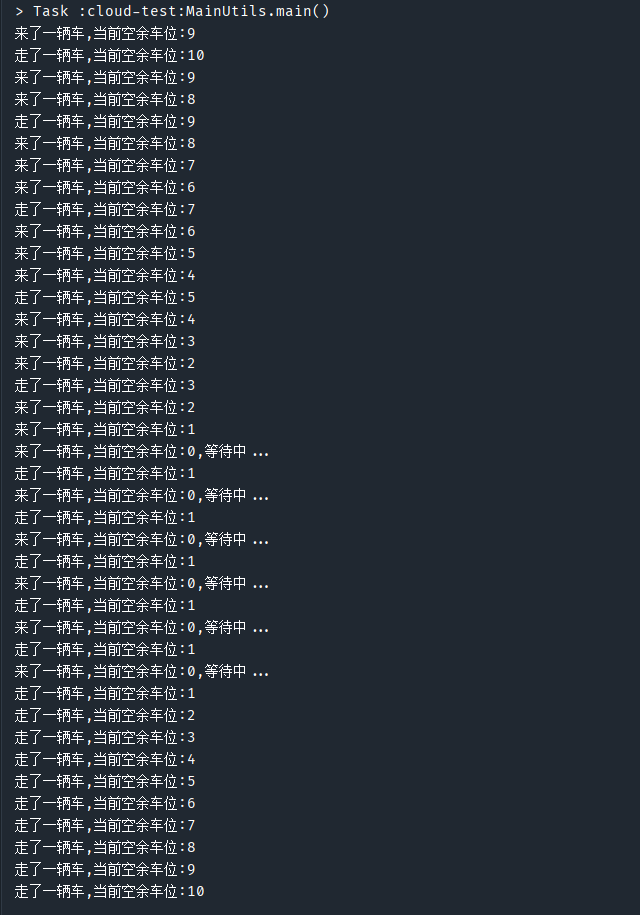 > Task :cloud-test:MainUtils.main()
来了一辆车,当前空余车位:9
走了一辆车,当前空余车位:10
来了一辆车,当前空余车位:9
来了一辆车,当前空余车位:8
走了一辆车,当前空余车位:9
来了一辆车,当前空余车位:8
来了一辆车,当前空余车位:7
来了一辆车,当前空余车位:6
走了一辆车,当前空余车位:7
来了一辆车,当前空余车位:6
来了一辆车,当前空余车位:5
来了一辆车,当前空余车位:4
走了一辆车,当前空余车位:5
来了一辆车,当前空余车位:4
来了一辆车,当前空余车位:3
来了一辆车,当前空余车位:2
走了一辆车,当前空余车位:3
来了一辆车,当前空余车位:2
来了一辆车,当前空余车位:1
来了一辆车,当前空余车位:0,等待中...
走了一辆车,当前空余车位:1
来了一辆车,当前空余车位:0,等待中...
走了一辆车,当前空余车位:1
来了一辆车,当前空余车位:0,等待中...
走了一辆车,当前空余车位:1
来了一辆车,当前空余车位:0,等待中...
走了一辆车,当前空余车位:1
来了一辆车,当前空余车位:0,等待中...
走了一辆车,当前空余车位:1
来了一辆车,当前空余车位:0,等待中...
走了一辆车,当前空余车位:1
走了一辆车,当前空余车位:2
走了一辆车,当前空余车位:3
走了一辆车,当前空余车位:4
走了一辆车,当前空余车位:5
走了一辆车,当前空余车位:6
走了一辆车,当前空余车位:7
走了一辆车,当前空余车位:8
走了一辆车,当前空余车位:9
走了一辆车,当前空余车位:10